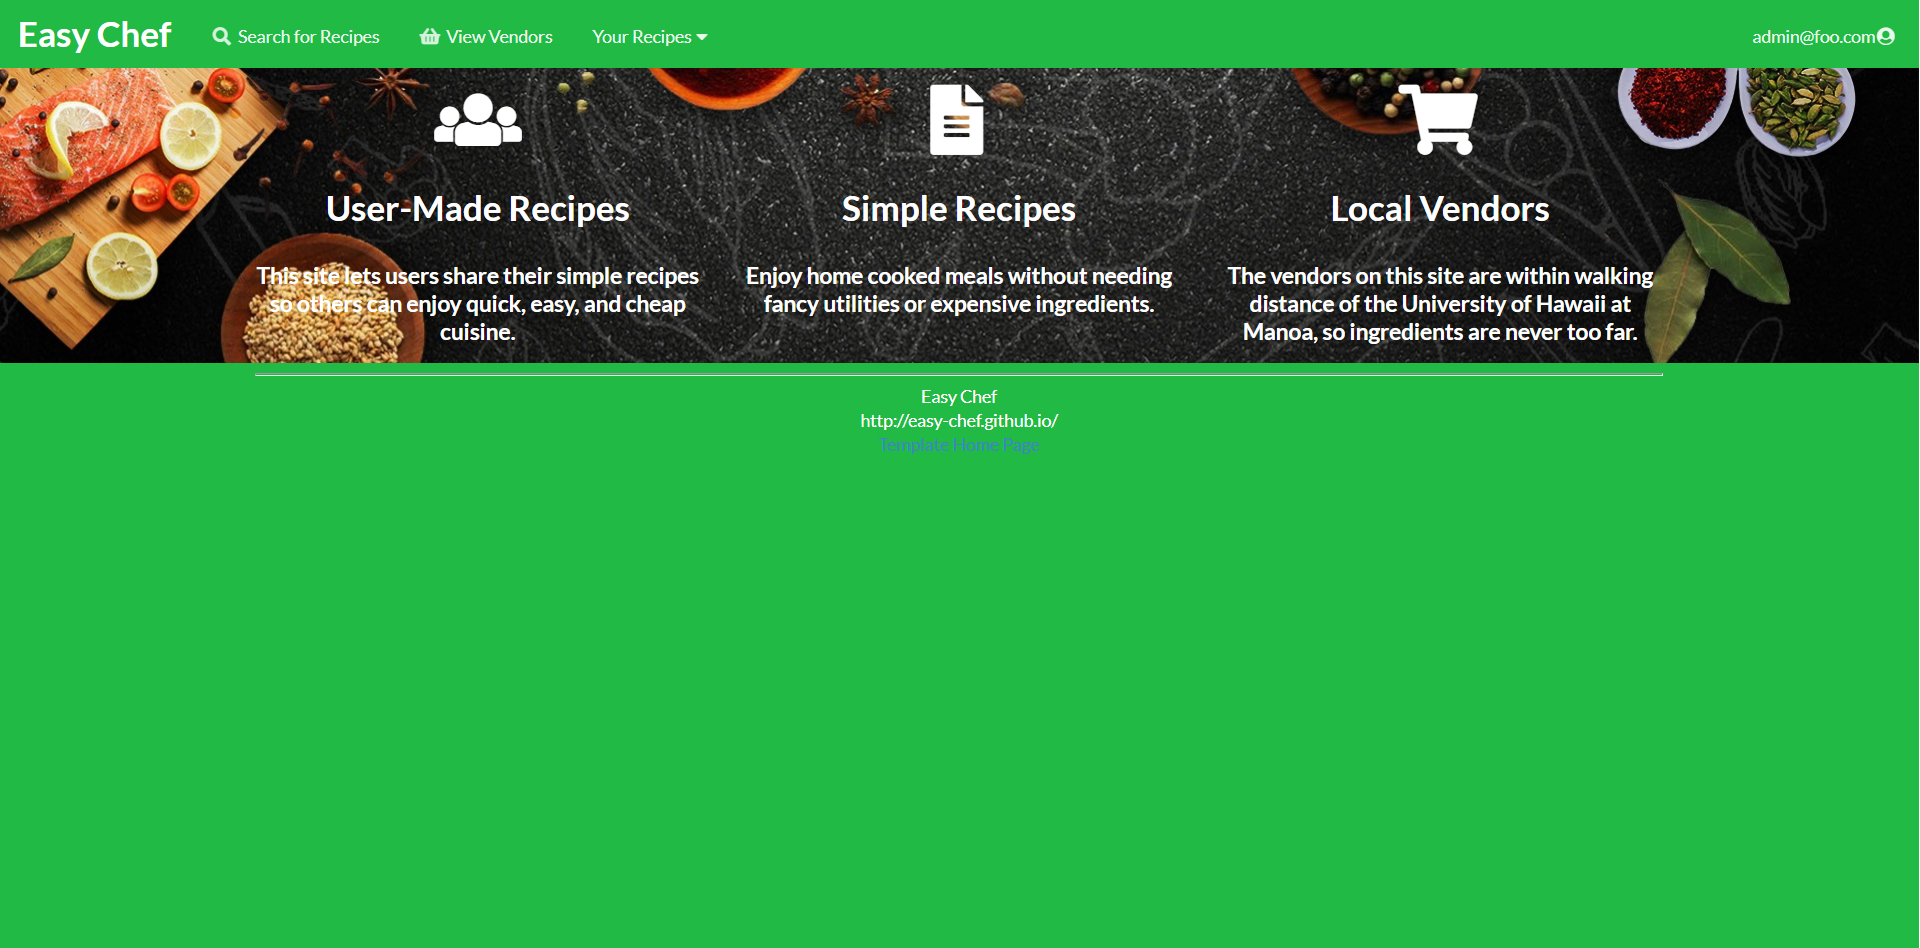 Easy Chef
Search for Recipes
View Vendors
Your Recipes
admin@foo.com
User-Made Recipes
This site lets users share their simple recipes
so others can enjoy quick, easy, and cheap
cuisine.
Simple Recipes
Enjoy home cooked meals without needing
fancy utilities or expensive ingredients.
Local Vendors
The vendors on this site are within walking
distance of the University of Hawaii at
Manoa, so ingredients are never too far.
Easy Chef
http://easy-chef.github.io/
Template Home Page